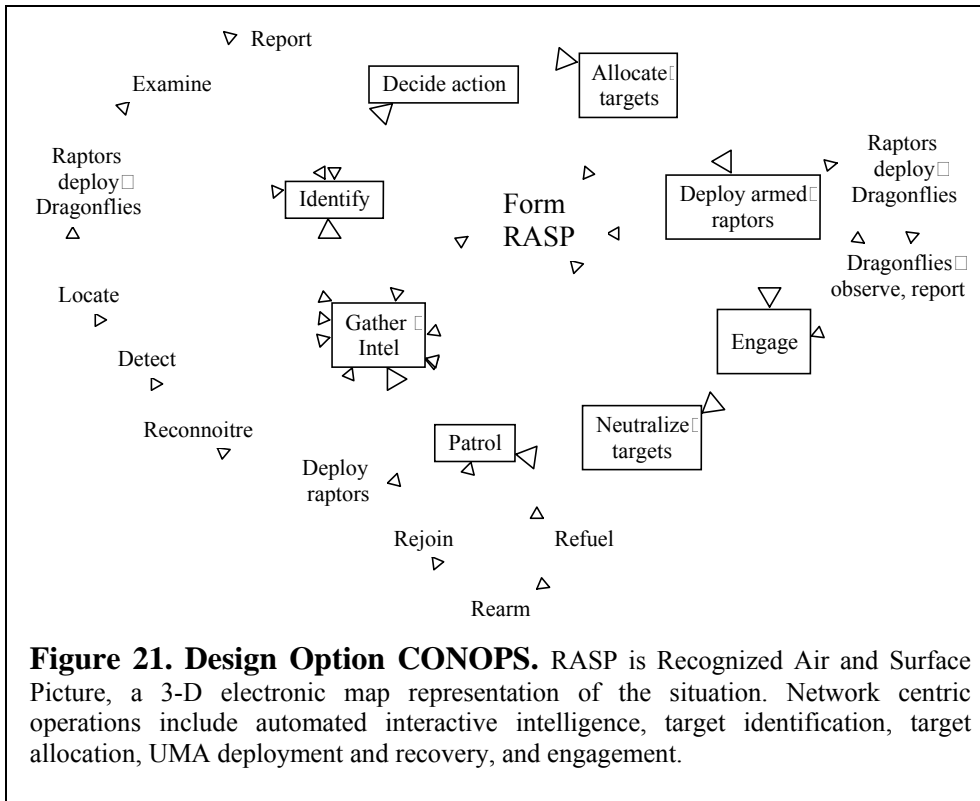 Report
Examine
Decide action
Allocate
targets
Raptors
deploy
Dragonflies
Identify
Form
RASP
Deploy armed
raptors
Raptors
deploy
Dragonflies
Dragonflies
observe, report
Locate
Gather
Intel
Engage
Detect
Reconnoitre
Patrol
Neutralize
targets
Deploy
raptors
Rejoin
Refuel
Rearm
Figure 21. Design Option CONOPS. RASP is Recognized Air and Surface
Picture, a 3-D electronic map representation of the situation. Network centric
operations include automated interactive intelligence, target identification, target
allocation, UMA deployment and recovery, and engagement.